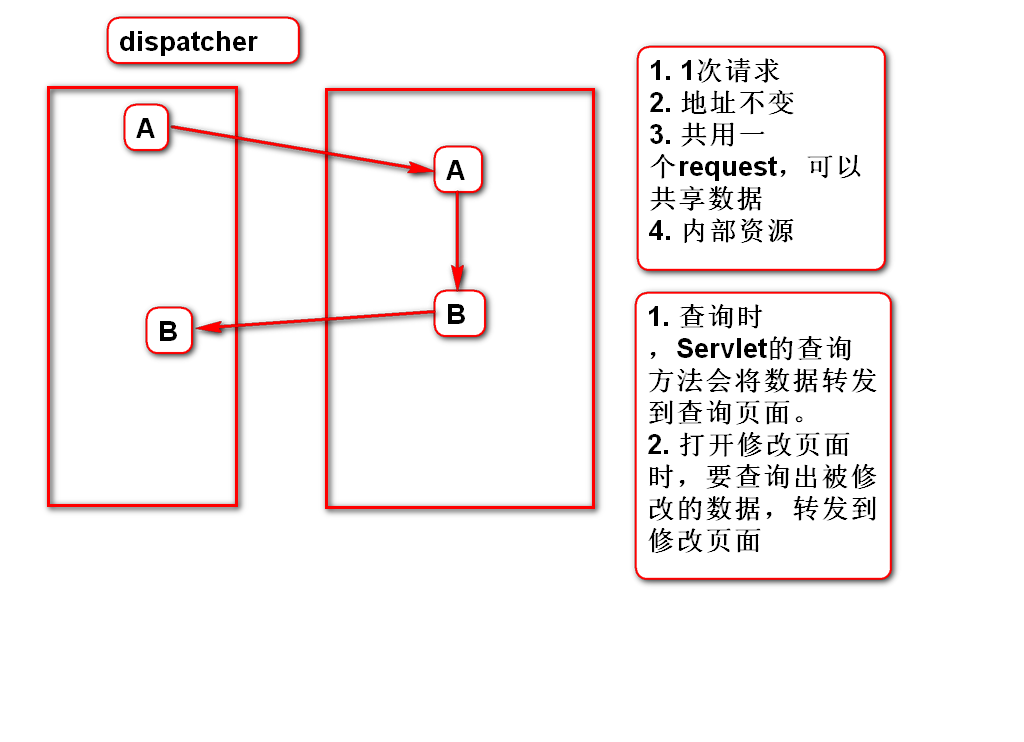 dispatcher
A
A
B
B
1. 1次请求
2. 地址不变
3. 共用一
个request，可以
共享数据
4. 内部资源
1. 查询时
，Servlet的查询
方法会将数据转发
到查询页面。
2. 打开修改页面
时，要查询出被修
改的数据，转发到
修改页面